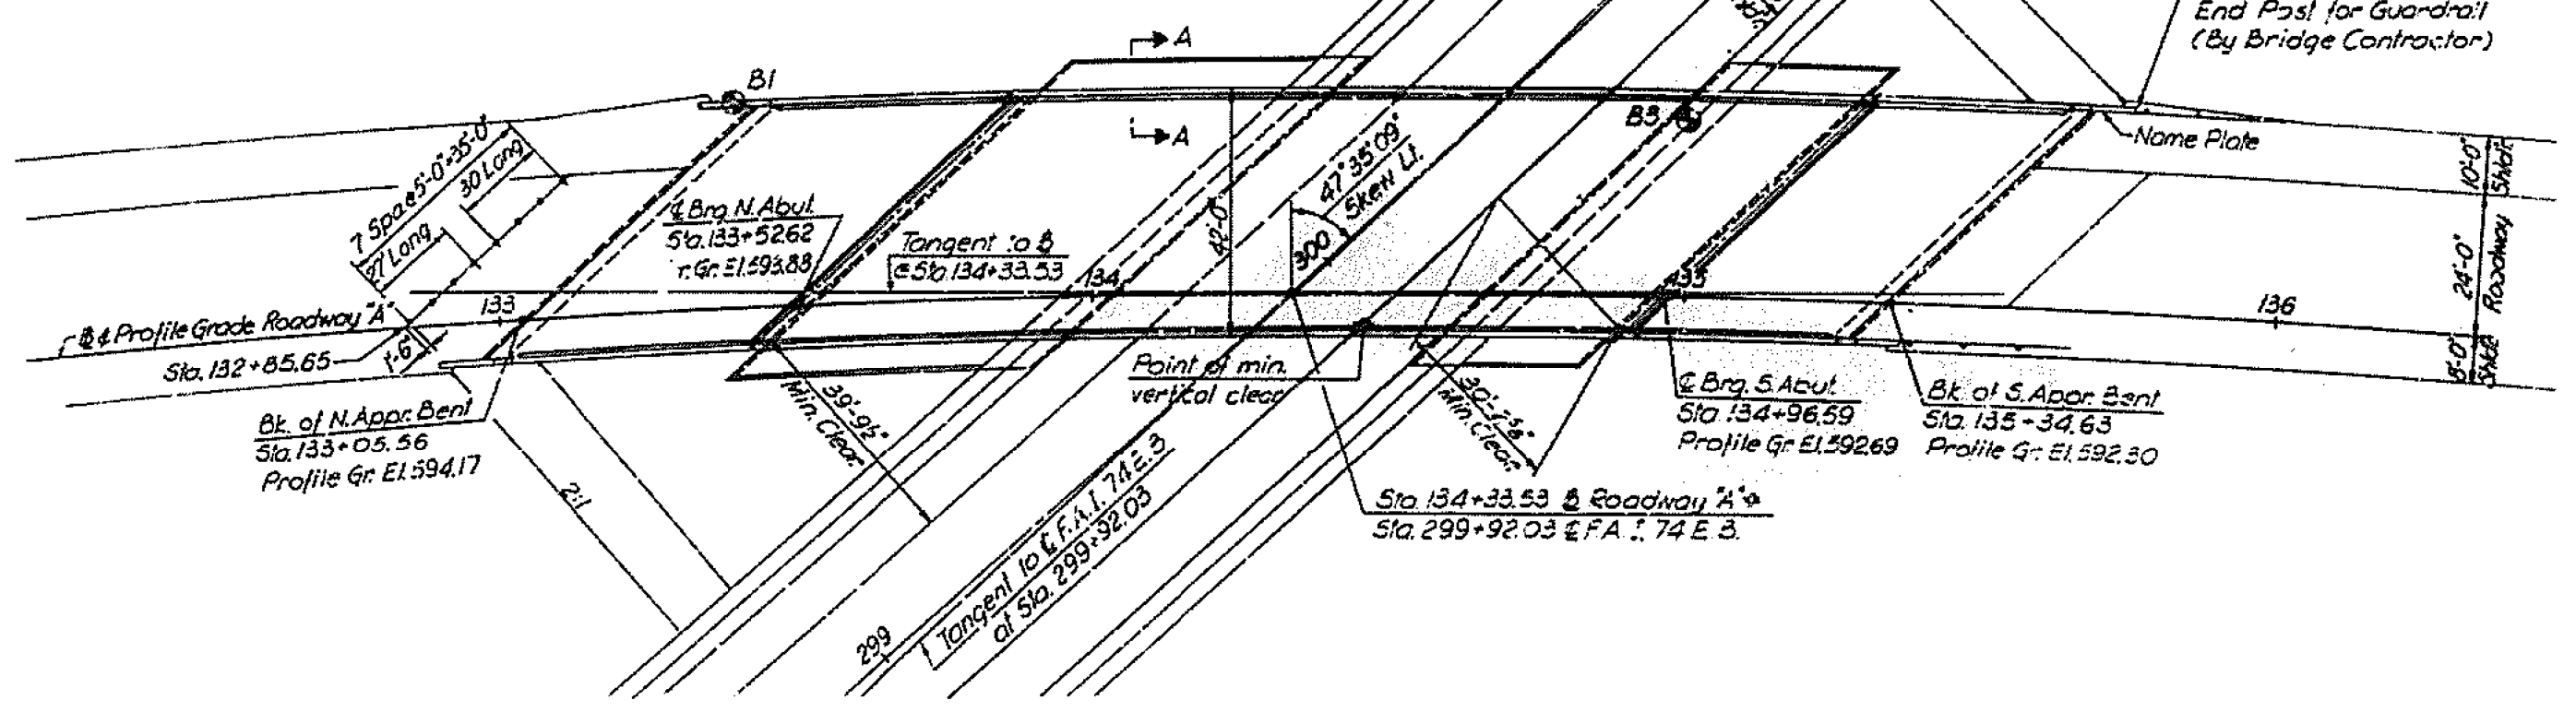 End Post for Guardrail
(By Bridge Contractor)
A
A
B1
B3
Name Plate
7 Spa. @ 5'-0"=35'-0"
30 Long
27 Long
℄ Brg. N. Abut.
Sta. 133+52.62
r. Gr. El. 593.88
Tangent to ℄
@ Sta. 134+33.53
42'-0"
47°35'09"
Skew Lt.
300
10'-0"
Shldr.
24'-0"
Roadway
8'-0"
Shldr.
133
134
135
136
Profile Grade Roadway "A"
Sta. 132+85.65
1'-6"
Bk. of N. Appr. Bent
Sta. 133+05.56
Profile Gr. El. 594.17
2:1
39'-9½"
Min. Clear.
Point of min.
vertical clear.
Min. Clear.
℄ Brg. S. Abut.
Sta. 134+96.59
Profile Gr. El. 592.69
Bk. of S. Appr. Bent
Sta. 135+34.63
Profile Gr. El. 592.30
Sta. 134+33.53 ℄ Roadway "A" &
Sta. 299+92.03 ℄ F.A.I. 74 E.B.
299
Tangent to ℄ F.A.I. 74 E.B
at Sta. 299+92.03